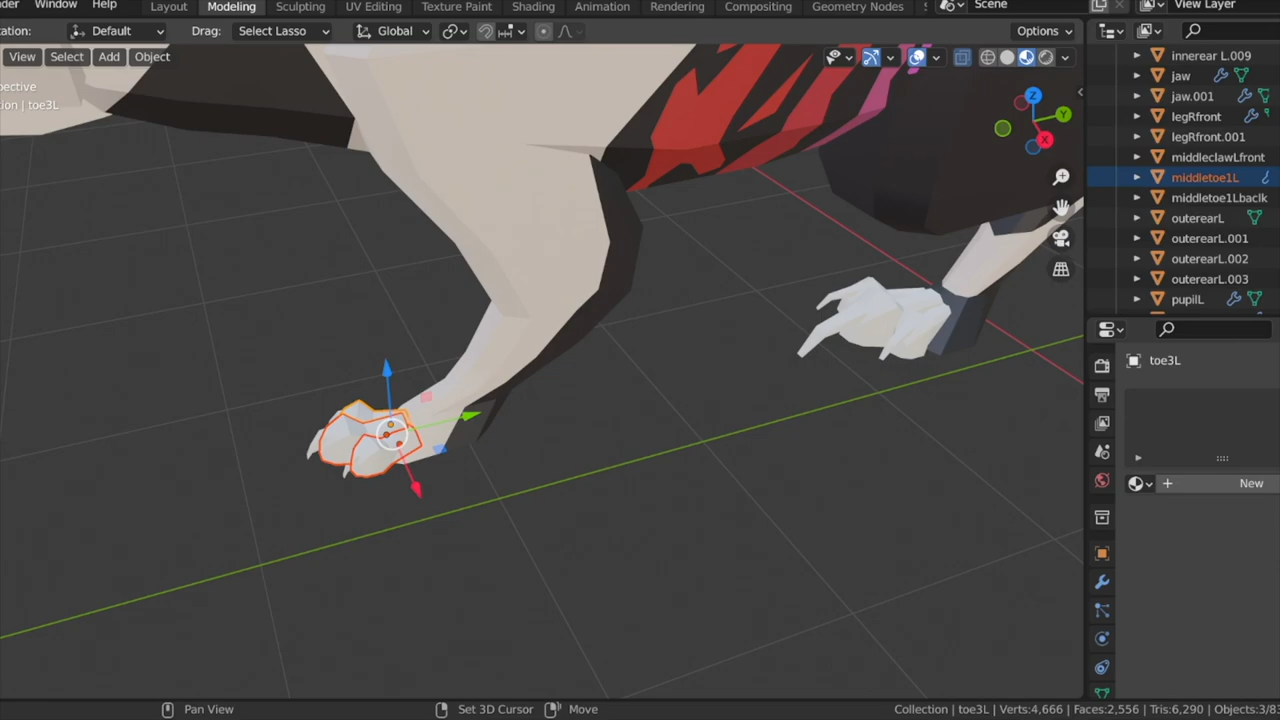 der Window Help Layout Modeling Sculpting UV Editing Texture Paint Shading Animation Rendering Compositing Geometry Nodes Scene View Layer
ation: Default Drag: Select Lasso Global Options
View Select Add Object
spective
ion | toe3L
Z
Y
X
innerear L.009
jaw
jaw.001
legRfront
legRfront.001
middleclawLfront
middletoe1L
middletoe1Lbaclk
outerearL
outerearL.001
outerearL.002
outerearL.003
pupilL
toe3L
New
Pan View Set 3D Cursor Move Collection | toe3L | Verts:4,666 | Faces:2,556 | Tris:6,290 | Objects:3/83